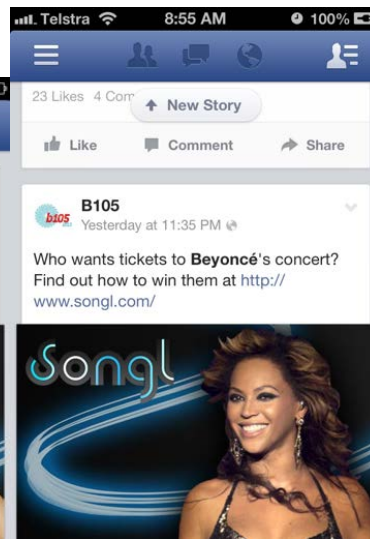 Telstra 8:55 AM 100%
23 Likes 4 Com
New Story
Like Comment Share
B105
b105
Yesterday at 11:35 PM
Who wants tickets to Beyoncé's concert?
Find out how to win them at http://
www.songl.com/
Songl